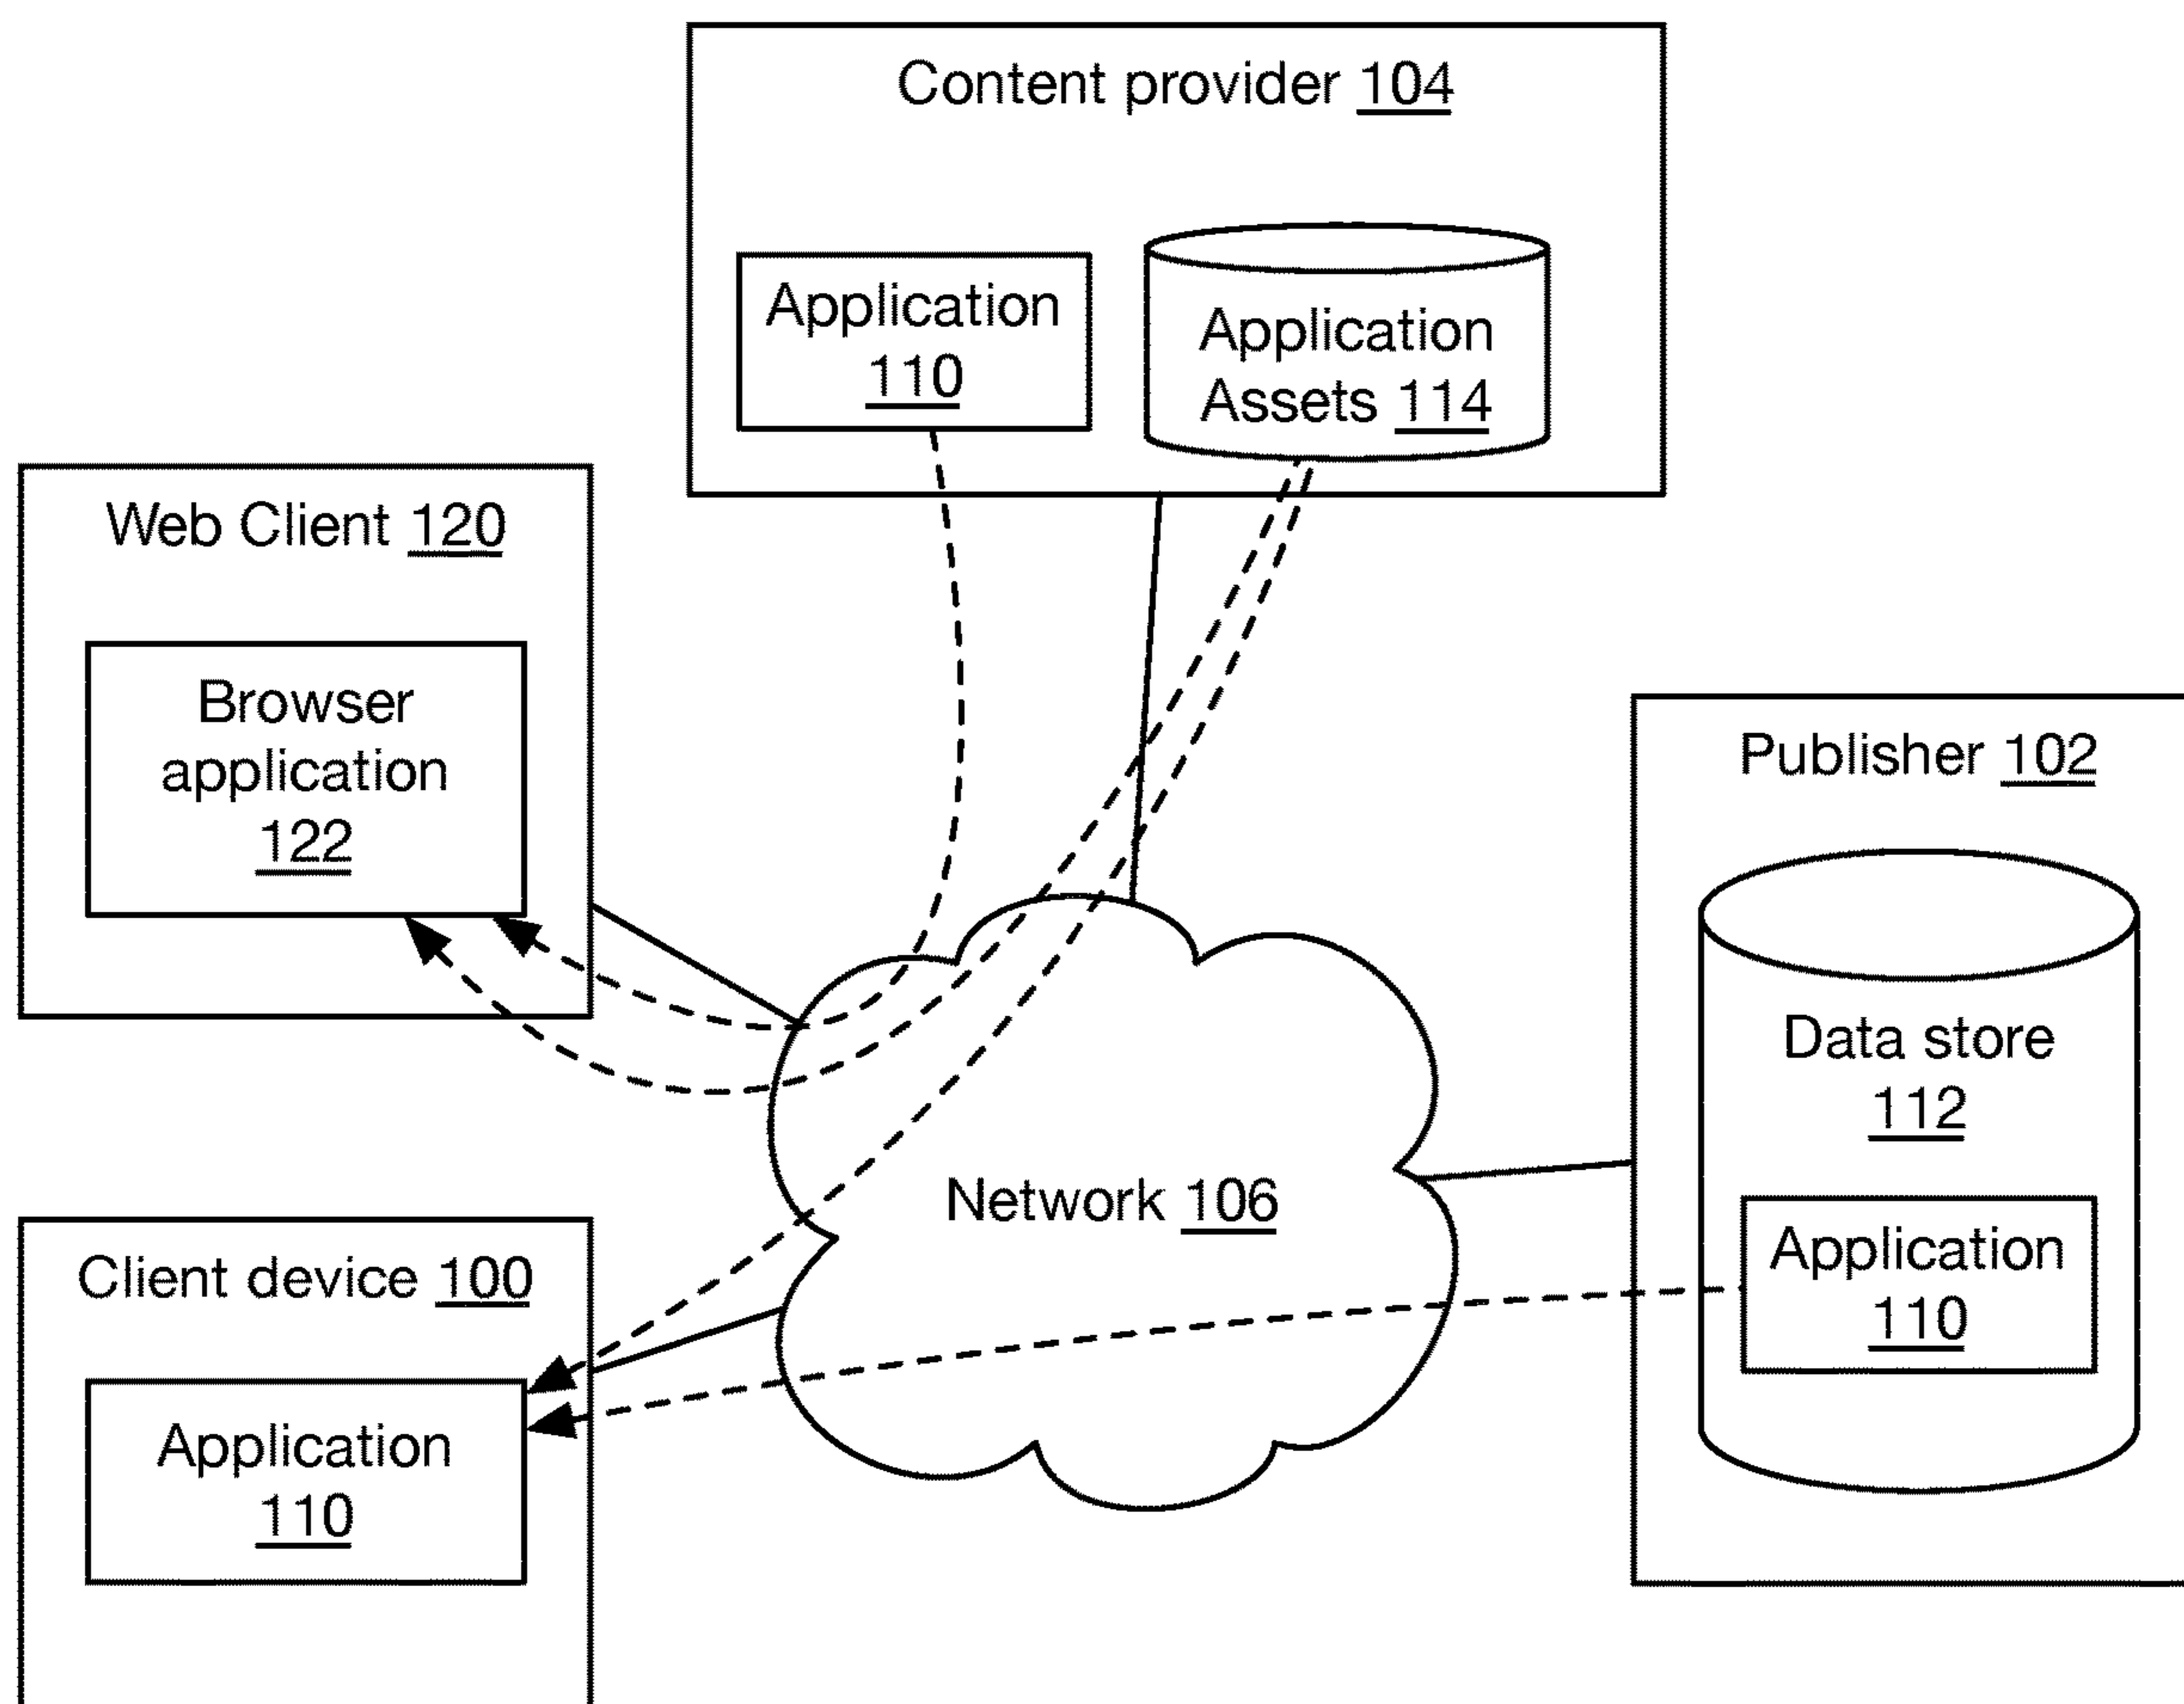 Content provider 104
Application
110
Application
Assets 114
Web Client 120
Browser
application
122
Publisher 102
Data store
112
Application
110
Network 106
Client device 100
Application
110